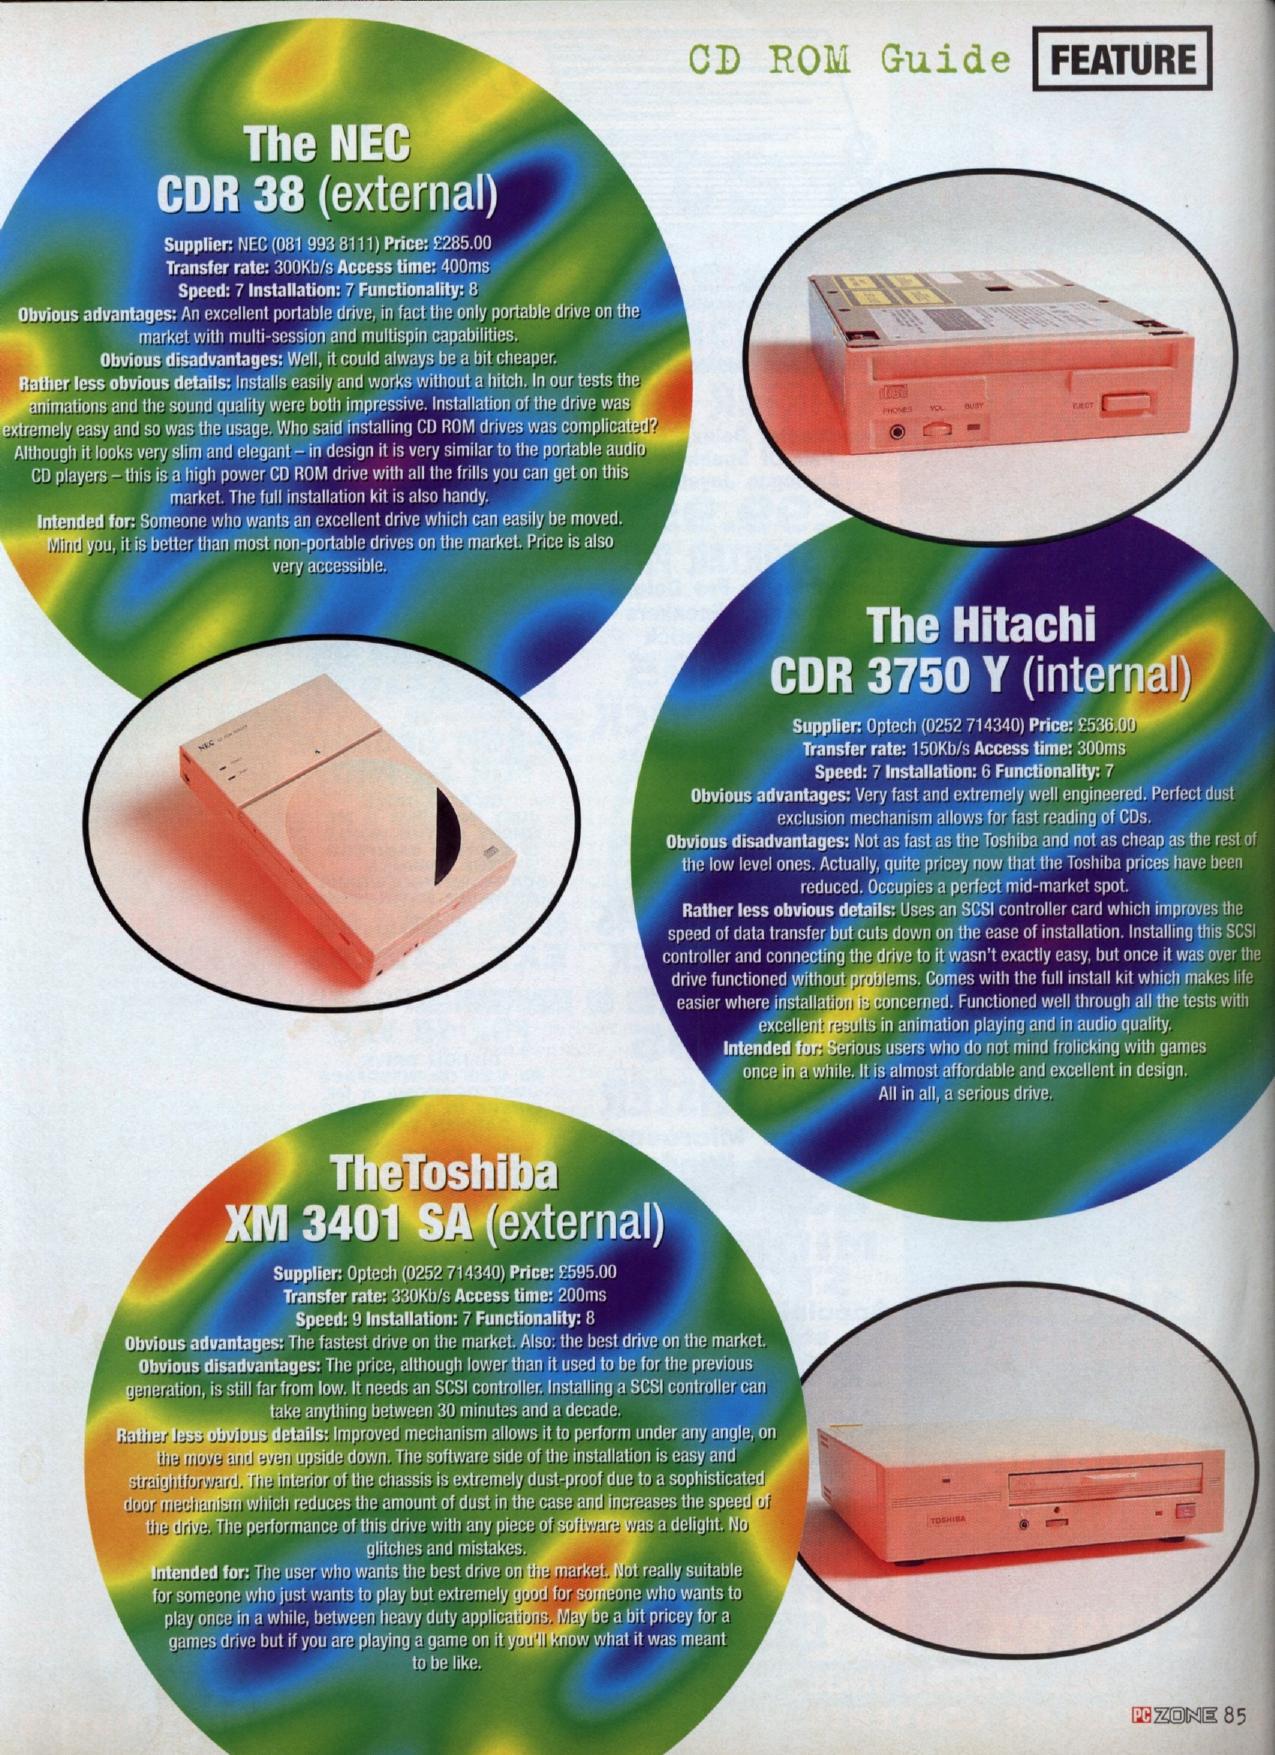 CD ROM Guide FEATURE
The NEC
CDR 38 (external)
Supplier: NEC (081 993 8111) Price: £285.00
Transfer rate: 300Kb/s Access time: 400ms
Speed: 7 Installation: 7 Functionality: 8
Obvious advantages: An excellent portable drive, in fact the only portable drive on the
market with multi-session and multispin capabilities.
Obvious disadvantages: Well, it could always be a bit cheaper.
Rather less obvious details: Installs easily and works without a hitch. In our tests the
animations and the sound quality were both impressive. Installation of the drive was
extremely easy and so was the usage. Who said installing CD ROM drives was complicated?
Although it looks very slim and elegant – in design it is very similar to the portable audio
CD players – this is a high power CD ROM drive with all the frills you can get on this
market. The full installation kit is also handy.
Intended for: Someone who wants an excellent drive which can easily be moved.
Mind you, it is better than most non-portable drives on the market. Price is also
very accessible.
PHONES VOL BUSY EJECT
NEC
The Hitachi
CDR 3750 Y (internal)
Supplier: Optech (0252 714340) Price: £536.00
Transfer rate: 150Kb/s Access time: 300ms
Speed: 7 Installation: 6 Functionality: 7
Obvious advantages: Very fast and extremely well engineered. Perfect dust
exclusion mechanism allows for fast reading of CDs.
Obvious disadvantages: Not as fast as the Toshiba and not as cheap as the rest of
the low level ones. Actually, quite pricey now that the Toshiba prices have been
reduced. Occupies a perfect mid-market spot.
Rather less obvious details: Uses an SCSI controller card which improves the
speed of data transfer but cuts down on the ease of installation. Installing this SCSI
controller and connecting the drive to it wasn't exactly easy, but once it was over the
drive functioned without problems. Comes with the full install kit which makes life
easier where installation is concerned. Functioned well through all the tests with
excellent results in animation playing and in audio quality.
Intended for: Serious users who do not mind frolicking with games
once in a while. It is almost affordable and excellent in design.
All in all, a serious drive.
TheToshiba
XM 3401 SA (external)
Supplier: Optech (0252 714340) Price: £595.00
Transfer rate: 330Kb/s Access time: 200ms
Speed: 9 Installation: 7 Functionality: 8
Obvious advantages: The fastest drive on the market. Also: the best drive on the market.
Obvious disadvantages: The price, although lower than it used to be for the previous
generation, is still far from low. It needs an SCSI controller. Installing a SCSI controller can
take anything between 30 minutes and a decade.
Rather less obvious details: Improved mechanism allows it to perform under any angle, on
the move and even upside down. The software side of the installation is easy and
straightforward. The interior of the chassis is extremely dust-proof due to a sophisticated
door mechanism which reduces the amount of dust in the case and increases the speed of
the drive. The performance of this drive with any piece of software was a delight. No
glitches and mistakes.
Intended for: The user who wants the best drive on the market. Not really suitable
for someone who just wants to play but extremely good for someone who wants to
play once in a while, between heavy duty applications. May be a bit pricey for a
games drive but if you are playing a game on it you'll know what it was meant
to be like.
TOSHIBA
PC ZONE 85